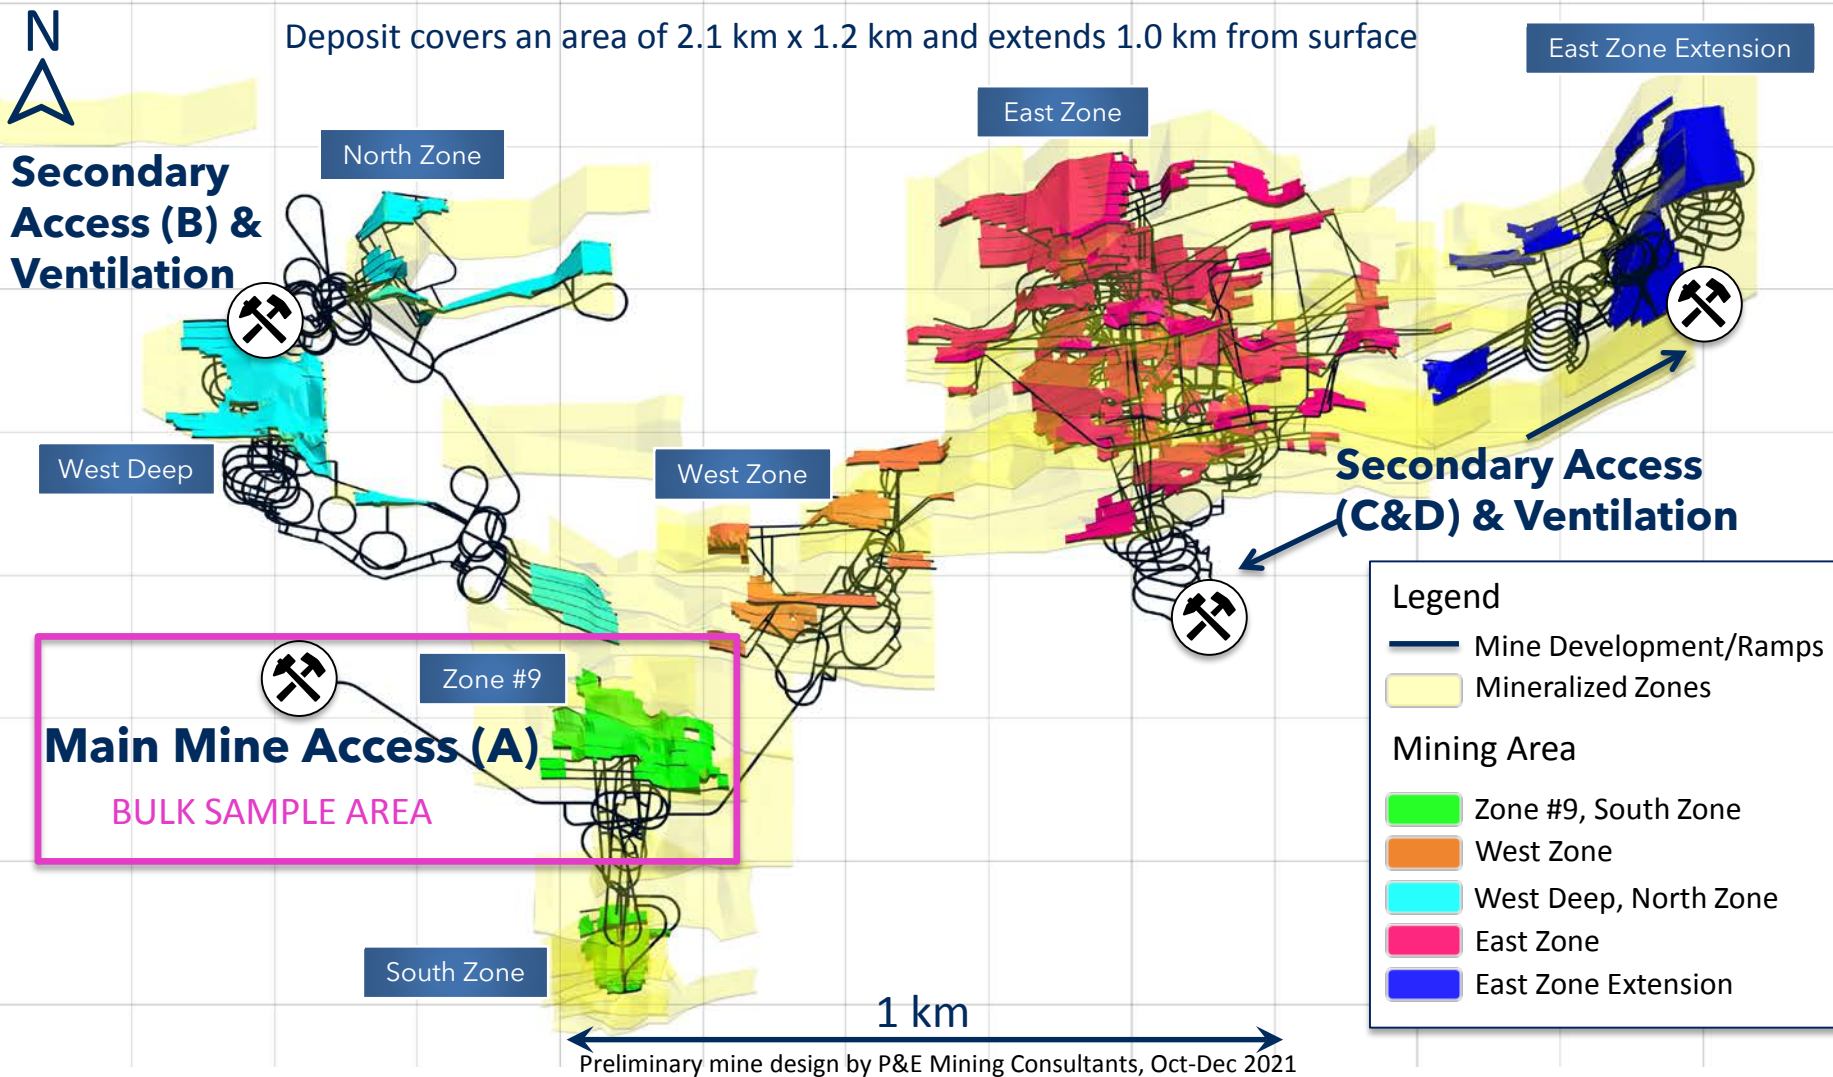 N
Deposit covers an area of 2.1 km x 1.2 km and extends 1.0 km from surface
East Zone Extension
East Zone
North Zone
Secondary
Access (B) &
Ventilation
West Deep
West Zone
Secondary Access
(C&D) & Ventilation
Zone #9
Main Mine Access (A)
BULK SAMPLE AREA
South Zone
Legend
Mine Development/Ramps
Mineralized Zones
Mining Area
Zone #9, South Zone
West Zone
West Deep, North Zone
East Zone
East Zone Extension
1 km
Preliminary mine design by P&E Mining Consultants, Oct-Dec 2021